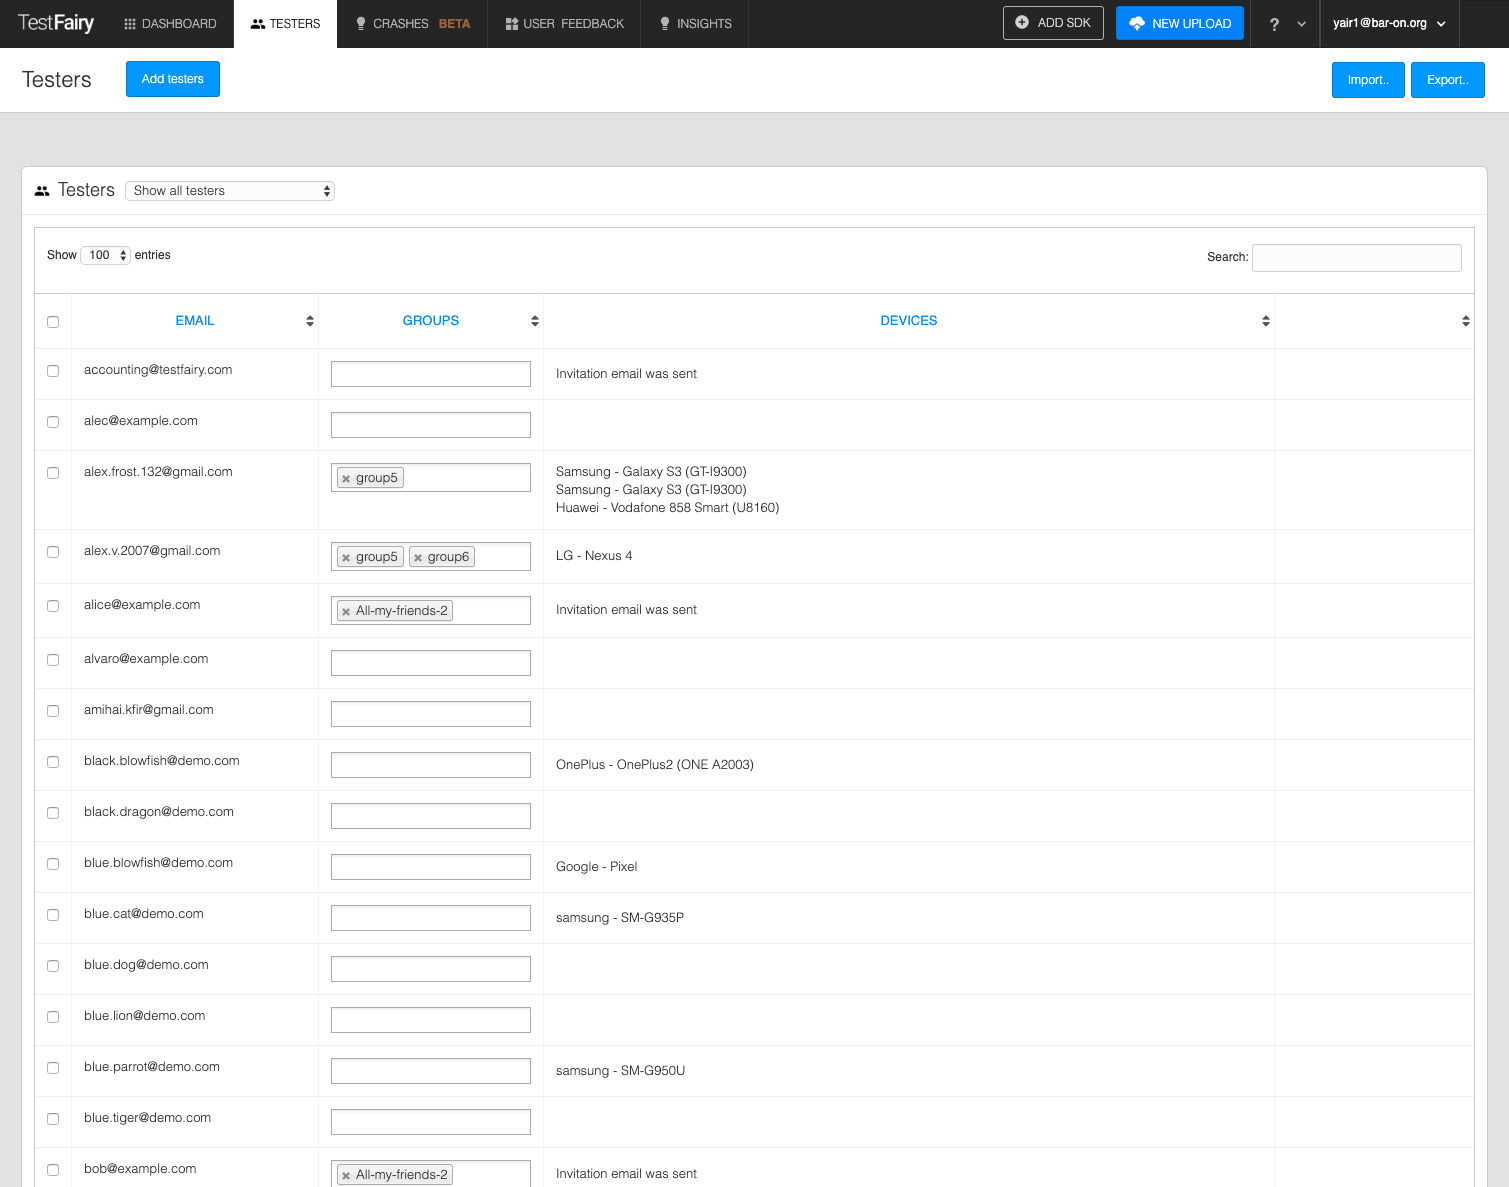 TestFairy DASHBOARD TESTERS CRASHES BETA USER FEEDBACK INSIGHTS ADD SDK NEW UPLOAD ? yair1@bar-on.org
Testers Add testers Import.. Export..
Testers Show all testers
Show 100 entries Search:
EMAIL GROUPS DEVICES
accounting@testfairy.com Invitation email was sent
alec@example.com
alex.frost.132@gmail.com × group5 Samsung - Galaxy S3 (GT-I9300)
Samsung - Galaxy S3 (GT-I9300)
Huawei - Vodafone 858 Smart (U8160)
alex.v.2007@gmail.com × group5 × group6 LG - Nexus 4
alice@example.com × All-my-friends-2 Invitation email was sent
alvaro@example.com
amihai.kfir@gmail.com
black.blowfish@demo.com OnePlus - OnePlus2 (ONE A2003)
black.dragon@demo.com
blue.blowfish@demo.com Google - Pixel
blue.cat@demo.com samsung - SM-G935P
blue.dog@demo.com
blue.lion@demo.com
blue.parrot@demo.com samsung - SM-G950U
blue.tiger@demo.com
bob@example.com × All-my-friends-2 Invitation email was sent